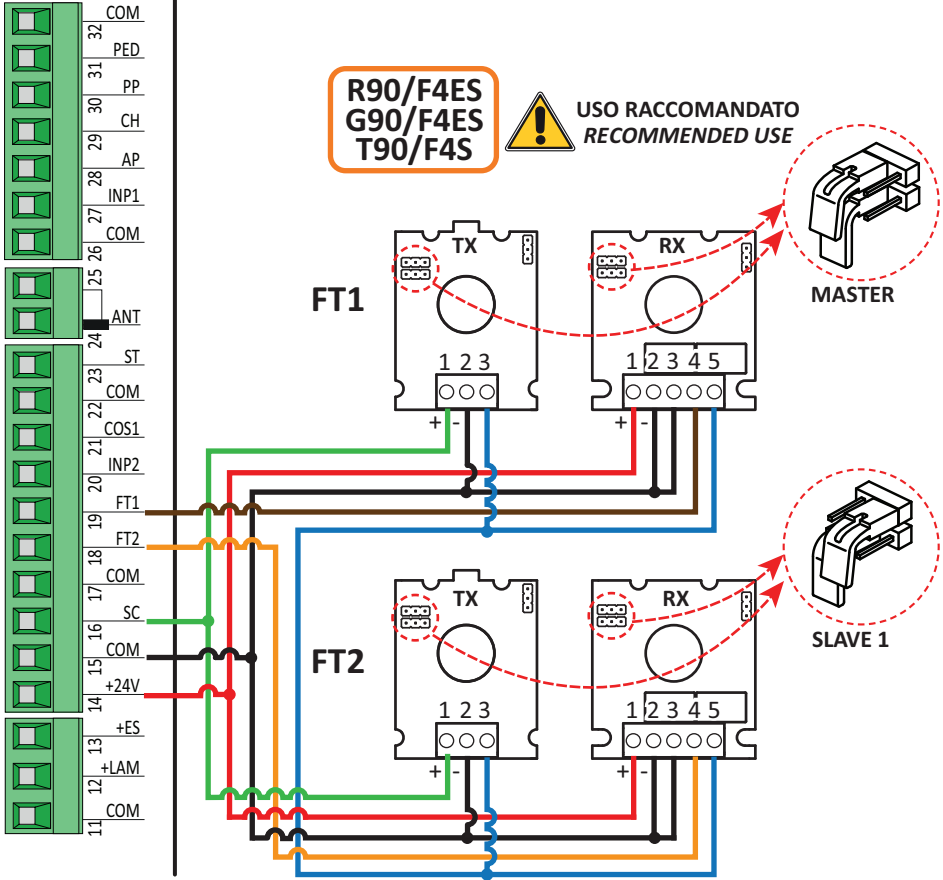 COM
32
PED
31
PP
30
CH
29
AP
28
INP1
27
COM
26
25
ANT
24
ST
23
COM
22
COS1
21
INP2
20
FT1
19
FT2
18
COM
17
SC
16
COM
15
+24V
14
+ES
13
+LAM
12
COM
11
R90/F4ES
G90/F4ES
T90/F4S
USO RACCOMANDATO
RECOMMENDED USE
MASTER
FT1
TX
1 2 3
+ -
RX
1 2 3 4 5
+ -
SLAVE 1
FT2
TX
1 2 3
+ -
RX
1 2 3 4 5
+ -